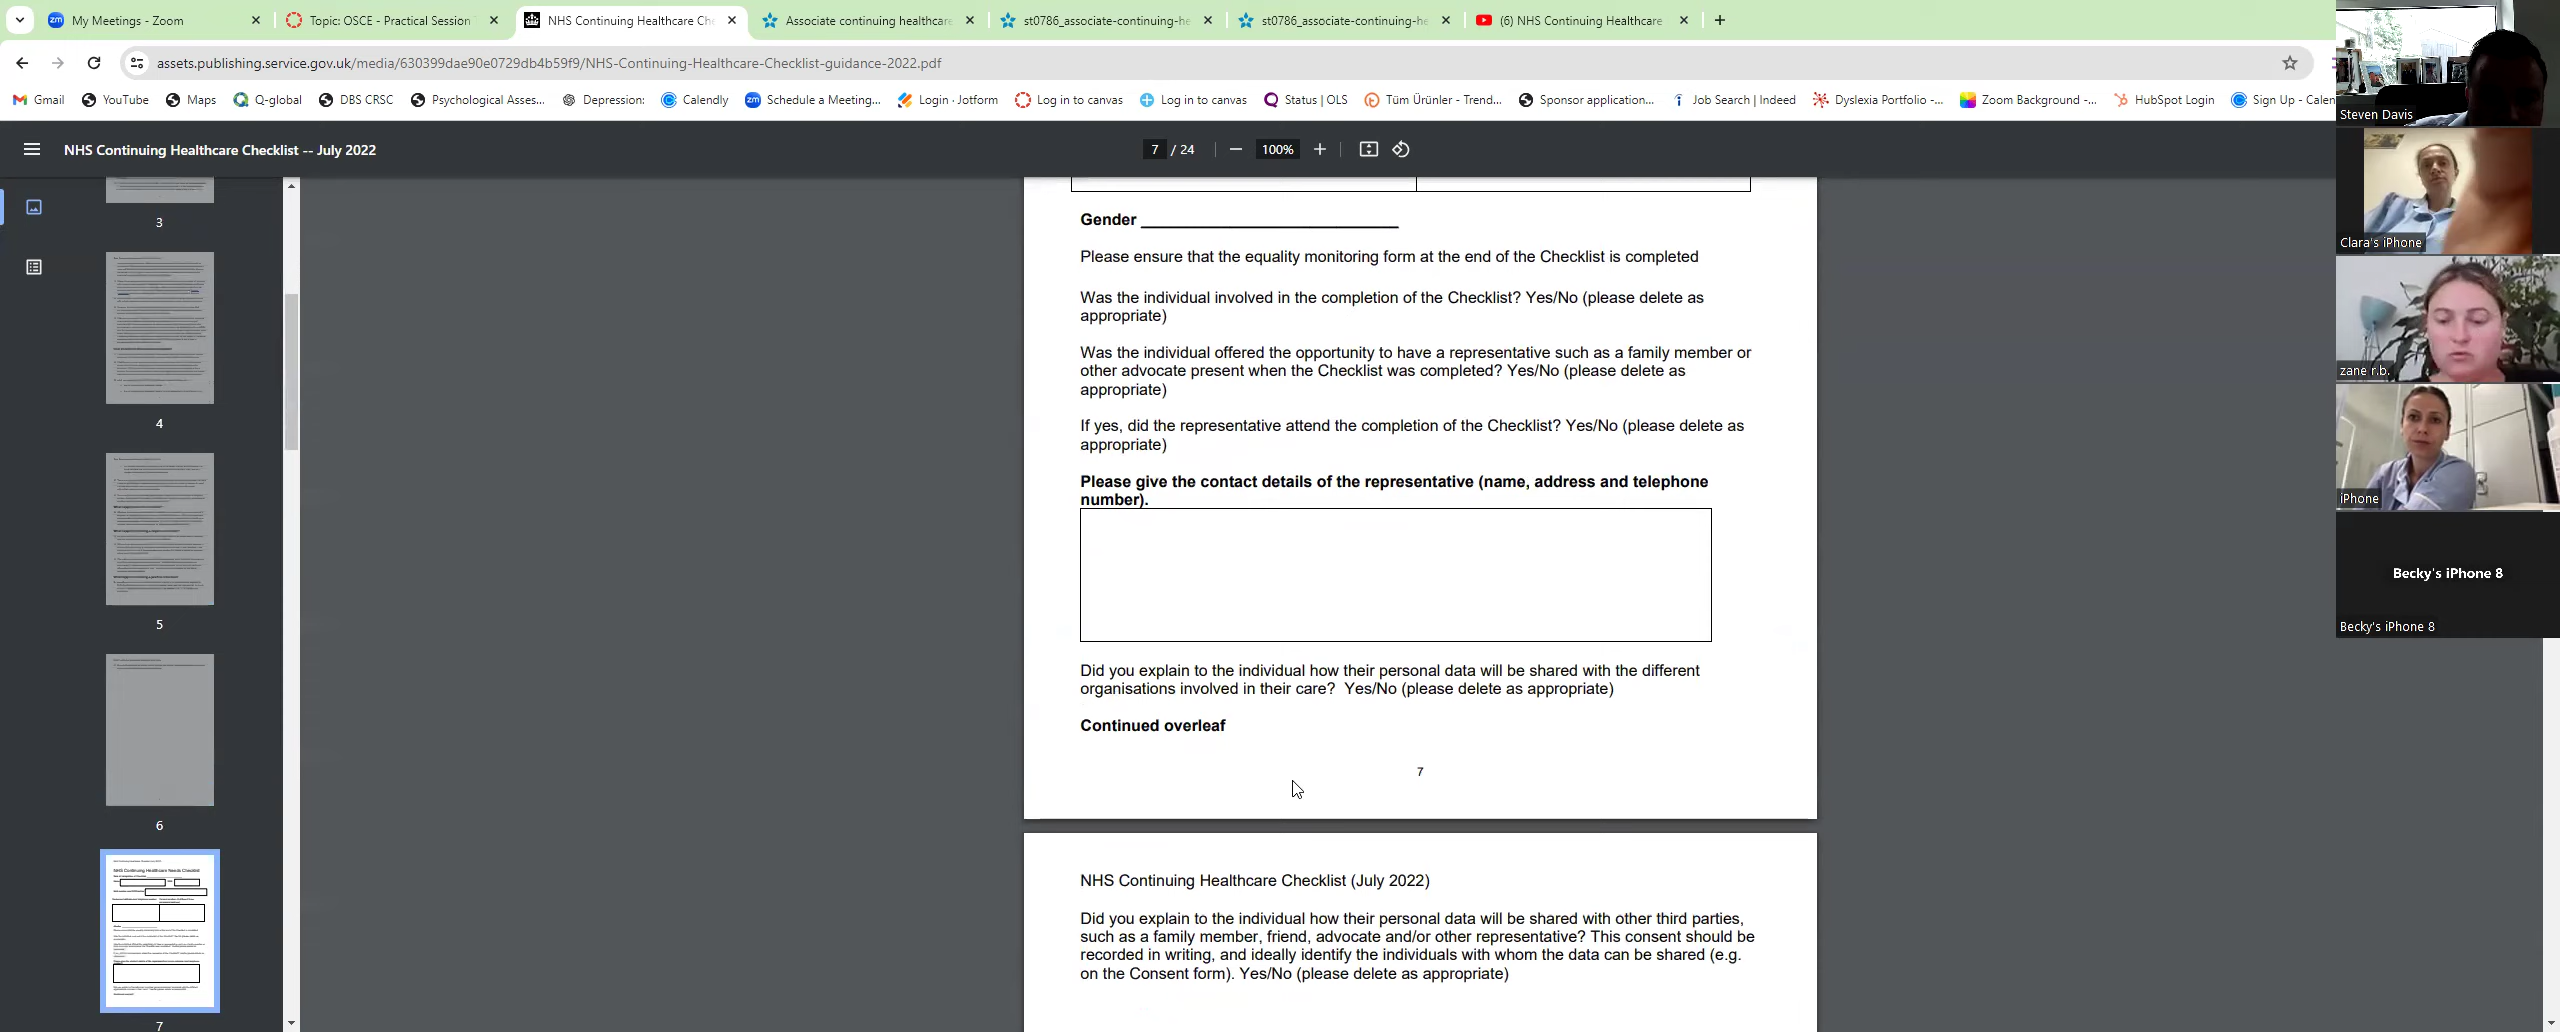 My Meetings - Zoom
Topic: OSCE - Practical Session
NHS Continuing Healthcare Che
Associate continuing healthcare
st0786_associate-continuing-he
st0786_associate-continuing-he
(6) NHS Continuing Healthcare
assets.publishing.service.gov.uk/media/630399dae90e0729db4b59f9/NHS-Continuing-Healthcare-Checklist-guidance-2022.pdf
Gmail YouTube Maps Q-global DBS CRSC Psychological Asses... Depression: Calendly Schedule a Meeting... Login · Jotform Log in to canvas Log in to canvas Status | OLS Tüm Ürünler - Trend... Sponsor application... Job Search | Indeed Dyslexia Portfolio -... Zoom Background -... HubSpot Login Sign Up - Calen
NHS Continuing Healthcare Checklist -- July 2022
7 / 24
100%
3
4
5
6
7
Gender
Please ensure that the equality monitoring form at the end of the Checklist is completed
Was the individual involved in the completion of the Checklist? Yes/No (please delete as
appropriate)
Was the individual offered the opportunity to have a representative such as a family member or
other advocate present when the Checklist was completed? Yes/No (please delete as
appropriate)
If yes, did the representative attend the completion of the Checklist? Yes/No (please delete as
appropriate)
Please give the contact details of the representative (name, address and telephone
number).
Did you explain to the individual how their personal data will be shared with the different
organisations involved in their care? Yes/No (please delete as appropriate)
Continued overleaf
7
NHS Continuing Healthcare Checklist (July 2022)
Did you explain to the individual how their personal data will be shared with other third parties,
such as a family member, friend, advocate and/or other representative? This consent should be
recorded in writing, and ideally identify the individuals with whom the data can be shared (e.g.
on the Consent form). Yes/No (please delete as appropriate)
Steven Davis
Clara's iPhone
zane r.b.
iPhone
Becky's iPhone 8
Becky's iPhone 8